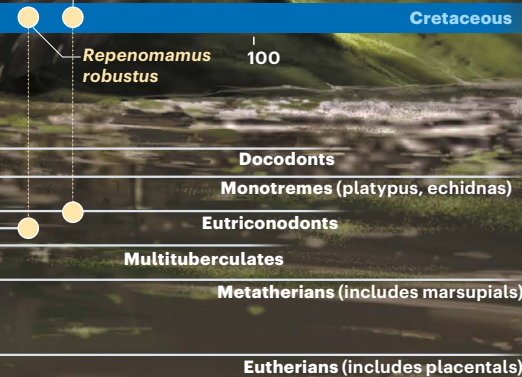 Cretaceous
Repenomamus
robustus
100
Docodonts
Monotremes (platypus, echidnas)
Eutriconodonts
Multituberculates
Metatherians (includes marsupials)
Eutherians (includes placentals)